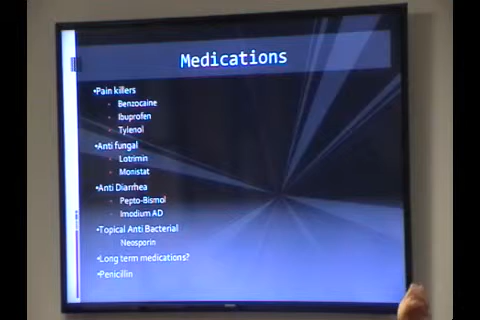 Medications
•Pain killers
◦ Benzocaine
◦ Ibuprofen
◦ Tylenol
•Anti fungal
◦ Lotrimin
◦ Monistat
•Anti Diarrhea
◦ Pepto-Bismol
◦ Imodium AD
•Topical Anti Bacterial
◦ Neosporin
•Long term medications?
•Penicillin